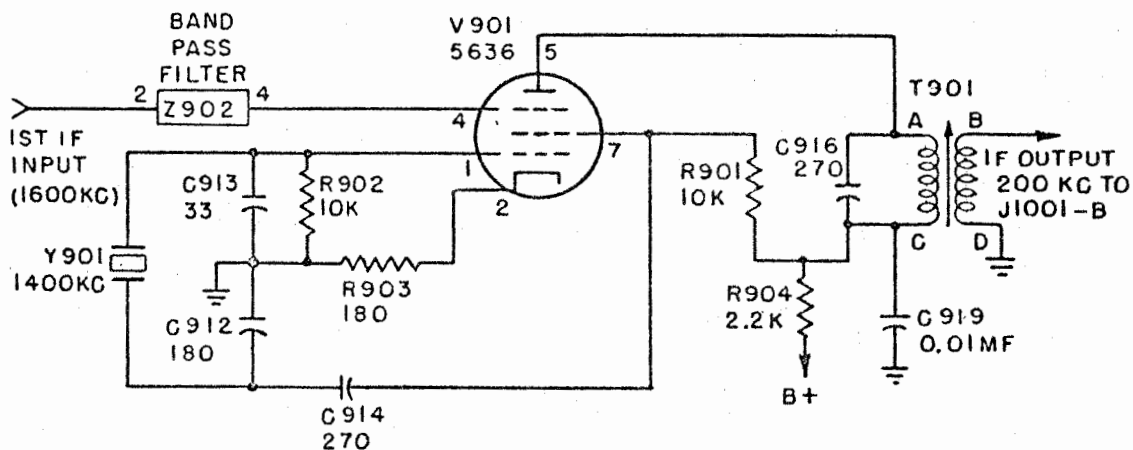 BAND
PASS
FILTER
2
Z902
4
1ST IF
INPUT
(1600KC)
V901
5636
5
4
1
2
7
C913
33
R902
10K
Y901
1400KC
R903
180
C912
180
C914
270
R901
10K
C916
270
R904
2.2K
B+
T901
A
B
C
D
IF OUTPUT
200 KC TO
J1001-B
C919
0.01MF